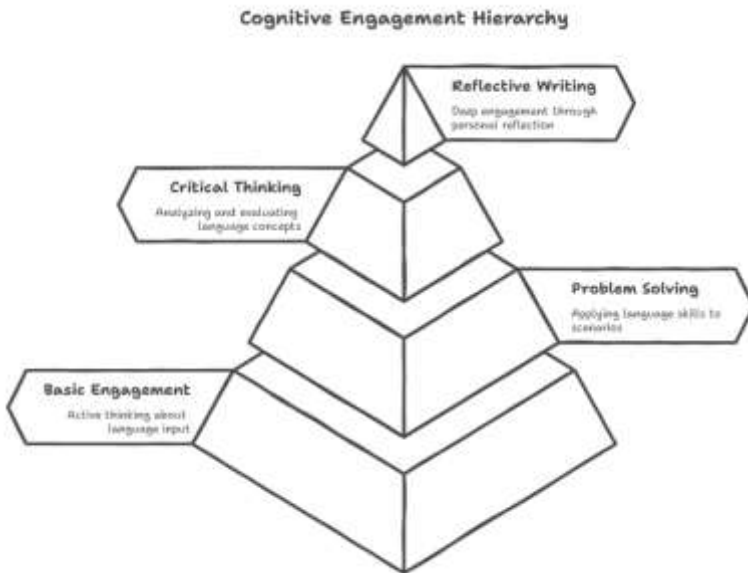 Cognitive Engagement Hierarchy
Reflective Writing
Deep engagement through
personal reflection
Critical Thinking
Analyzing and evaluating
language concepts
Problem Solving
Applying language skills to
scenarios
Basic Engagement
Active thinking about
language input